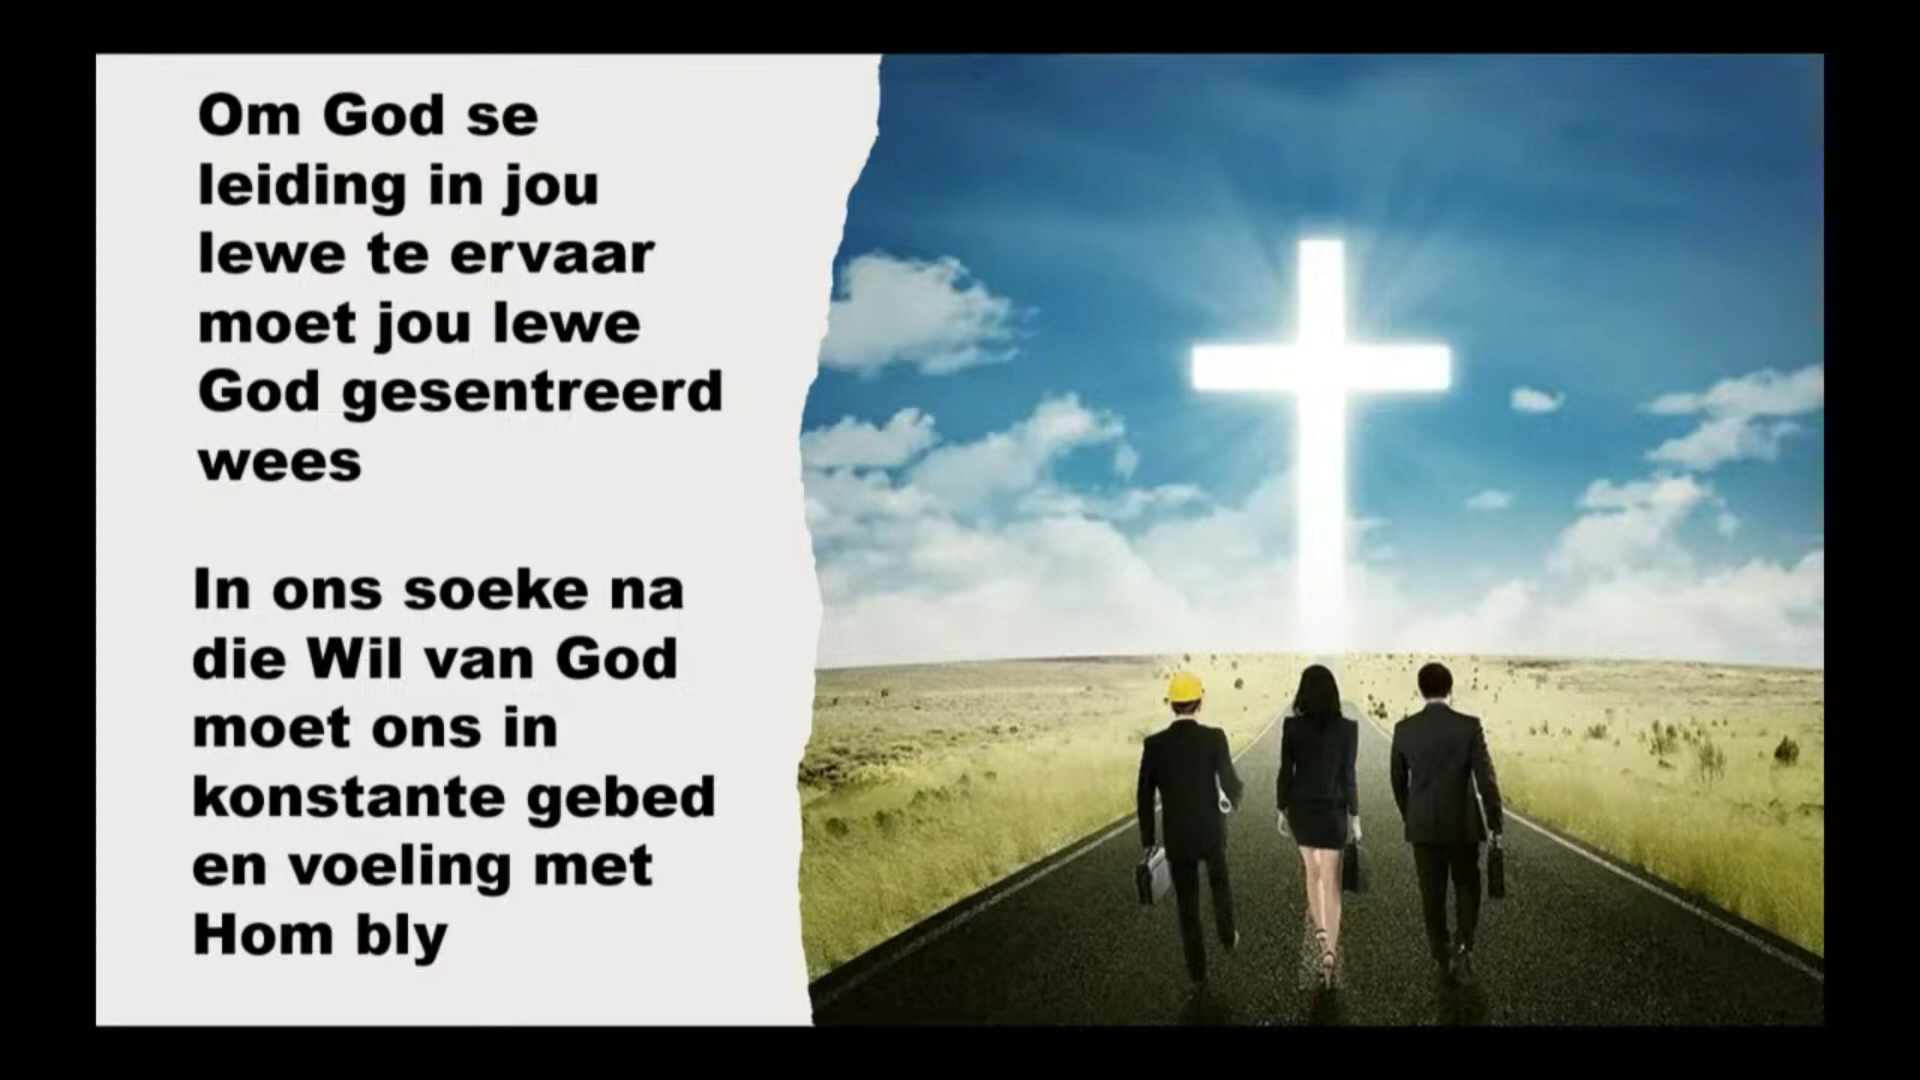 Om God se
leiding in jou
lewe te ervaar
moet jou lewe
God gesentreerd
wees
In ons soeke na
die Wil van God
moet ons in
konstante gebed
en voeling met
Hom bly